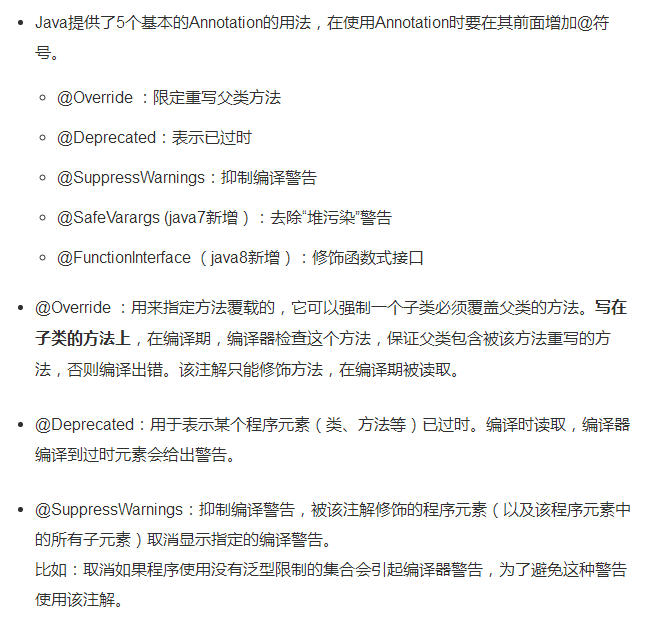 Java提供了5个基本的Annotation的用法，在使用Annotation时要在其前面增加@符
号。
@Override ：限定重写父类方法
@Deprecated：表示已过时
@SuppressWarnings：抑制编译警告
@SafeVarargs (java7新增 )：去除“堆污染”警告
@FunctionInterface （ java8新增 )：修饰函数式接口
@Override ：用来指定方法覆载的，它可以强制一个子类必须覆盖父类的方法。写在
子类的方法上，在编译期，编译器检查这个方法，保证父类包含被该方法重写的方
法，否则编译出错。该注解只能修饰方法，在编译期被读取。
@Deprecated：用于表示某个程序元素（类、方法等）已过时。编译时读取，编译器
编译到过时元素会给出警告。
@SuppressWarnings：抑制编译警告，被该注解修饰的程序元素（以及该程序元素中
的所有子元素）取消显示指定的编译警告。
比如：取消如果程序使用没有泛型限制的集合会引起编译器警告，为了避免这种警告
使用该注解。